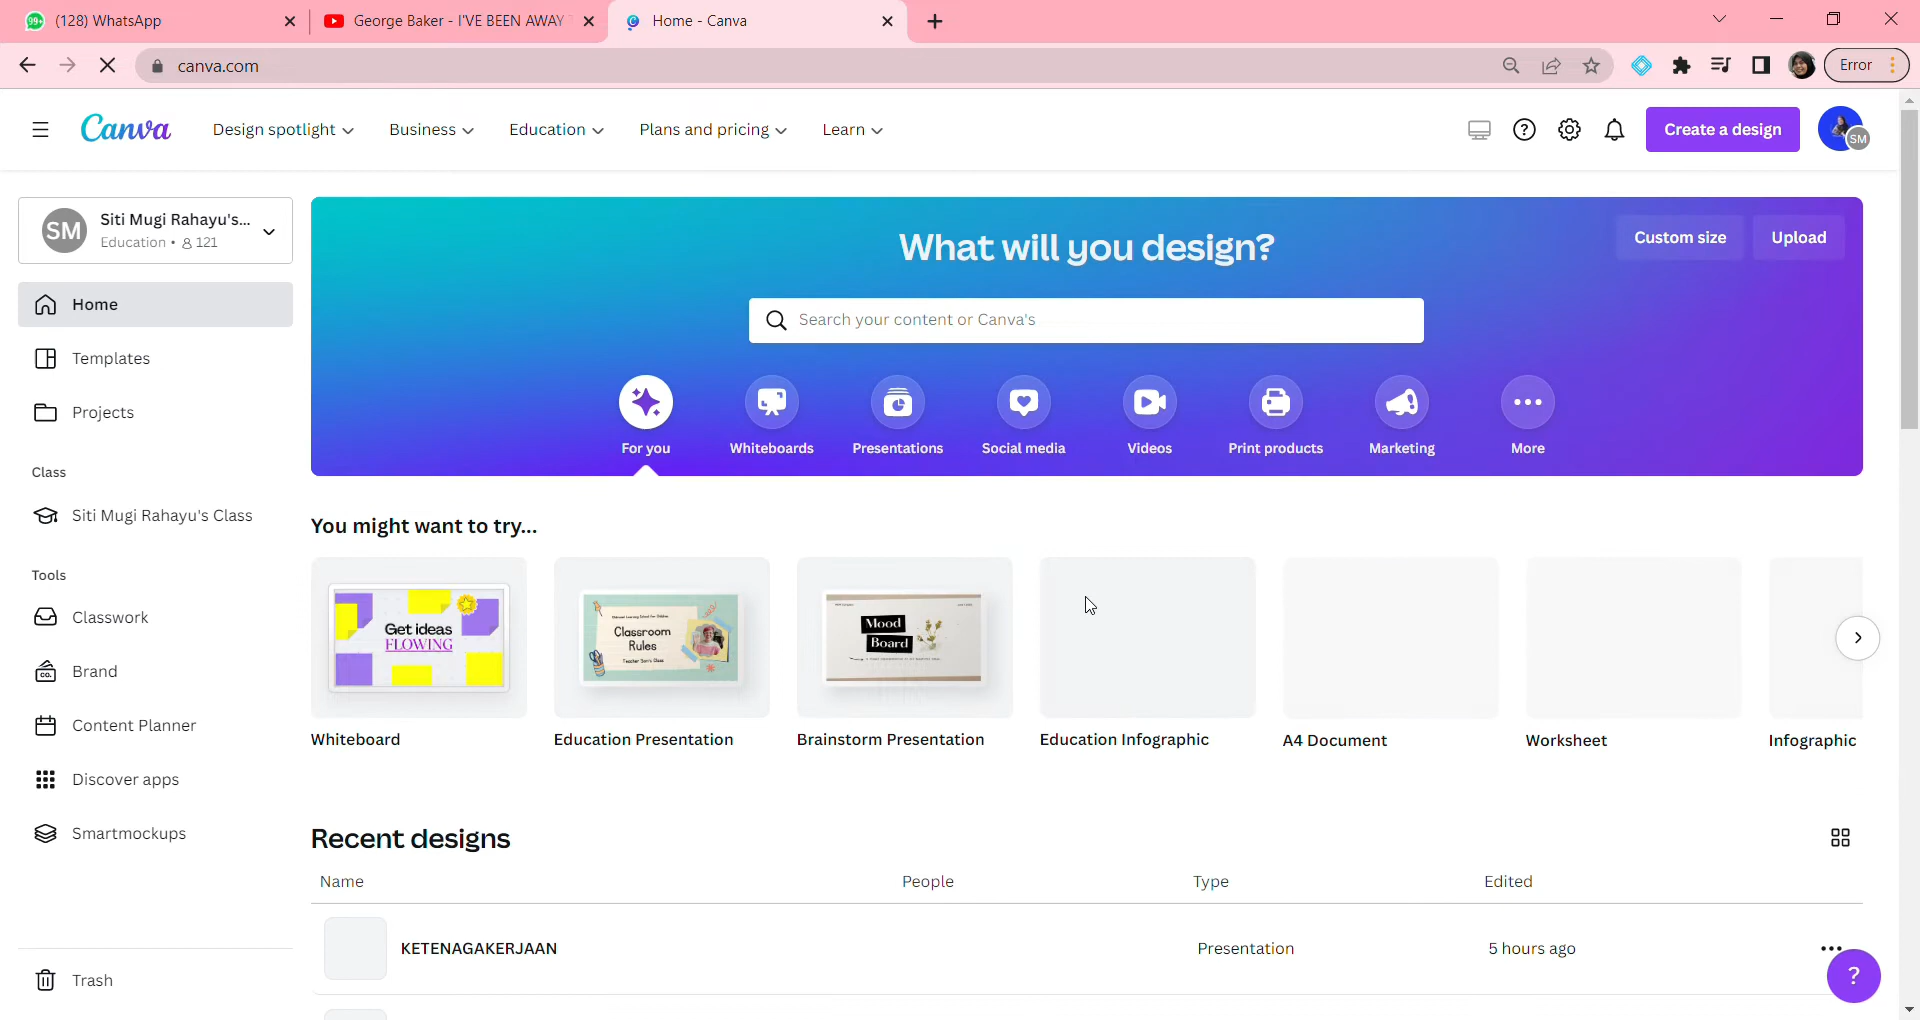 (128) WhatsApp
George Baker - I'VE BEEN AWAY
Home - Canva
canva.com
Error
Canva
Design spotlight
Business
Education
Plans and pricing
Learn
Create a design
SM
SM
Siti Mugi Rahayu's...
Education • 121
Home
Templates
Projects
Class
Siti Mugi Rahayu's Class
Tools
Classwork
Brand
Content Planner
Discover apps
Smartmockups
Trash
What will you design?
Custom size
Upload
Search your content or Canva's
For you
Whiteboards
Presentations
Social media
Videos
Print products
Marketing
More
You might want to try...
Get ideas
FLOWING
Classroom
Rules
Mood
Board
Whiteboard
Education Presentation
Brainstorm Presentation
Education Infographic
A4 Document
Worksheet
Infographic
Recent designs
Name
People
Type
Edited
KETENAGAKERJAAN
Presentation
5 hours ago
?